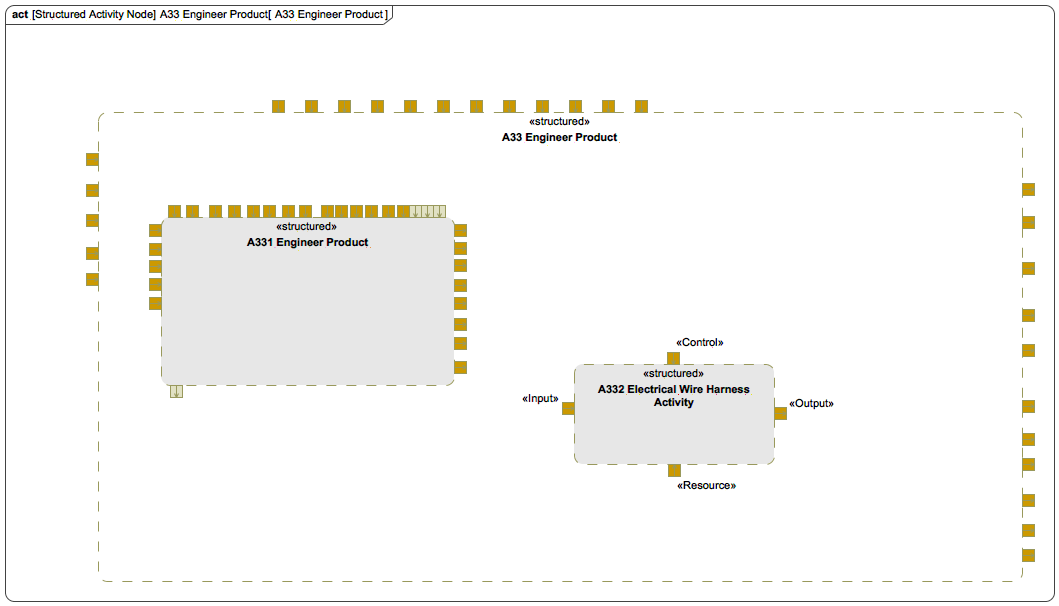 act [Structured Activity Node] A33 Engineer Product[ A33 Engineer Product ]
«structured»
A33 Engineer Product
«structured»
A331 Engineer Product
«Control»
«structured»
A332 Electrical Wire Harness
Activity
«Input»
«Output»
«Resource»